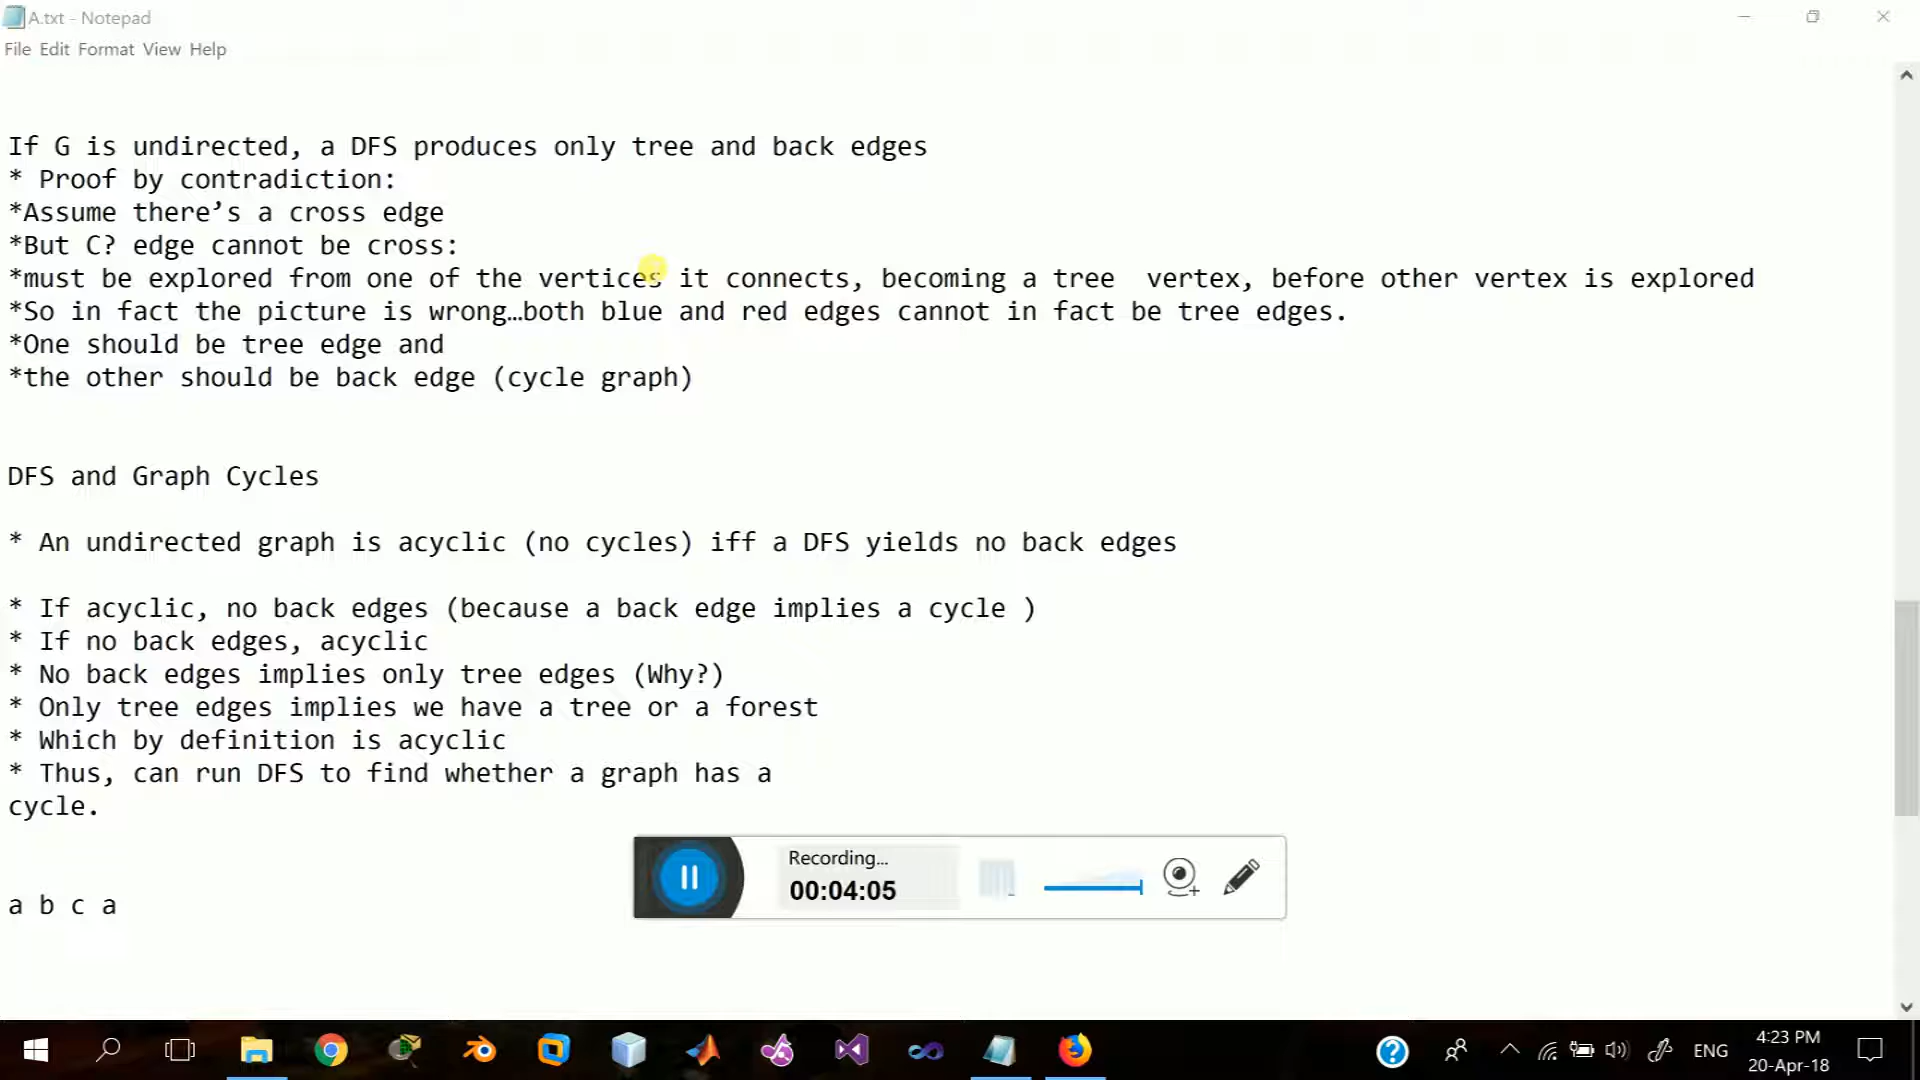 A.txt - Notepad
File Edit Format View Help
If G is undirected, a DFS produces only tree and back edges
* Proof by contradiction:
*Assume there’s a cross edge
*But C? edge cannot be cross:
*must be explored from one of the vertices it connects, becoming a tree  vertex, before other vertex is explored
*So in fact the picture is wrong…both blue and red edges cannot in fact be tree edges.
*One should be tree edge and
*the other should be back edge (cycle graph)
DFS and Graph Cycles
* An undirected graph is acyclic (no cycles) iff a DFS yields no back edges
* If acyclic, no back edges (because a back edge implies a cycle )
* If no back edges, acyclic
* No back edges implies only tree edges (Why?)
* Only tree edges implies we have a tree or a forest
* Which by definition is acyclic
* Thus, can run DFS to find whether a graph has a
cycle.
Recording...
00:04:05
a b c a
ENG
4:23 PM
20-Apr-18